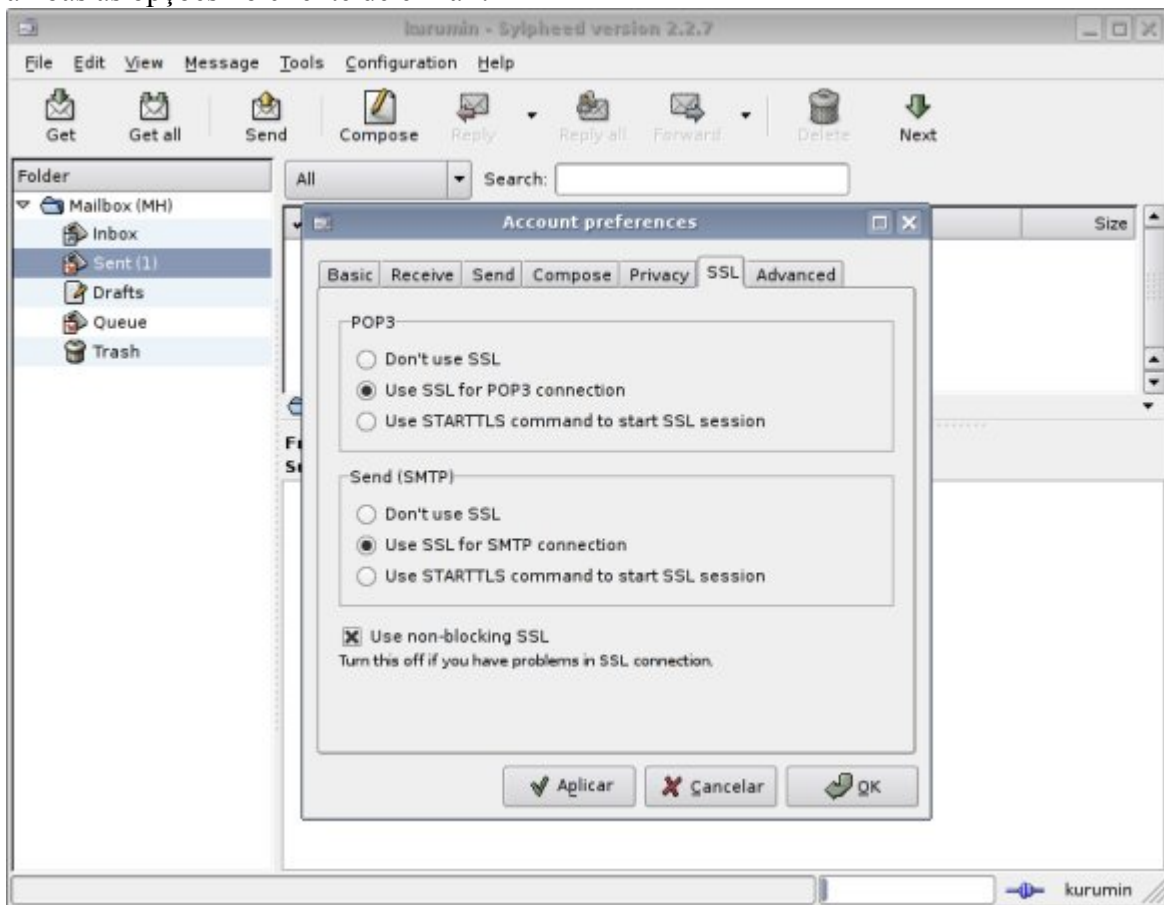 kurumin - Sylpheed version 2.2.7
File Edit View Message Tools Configuration Help
Get Get all Send Compose Reply Reply all Forward Delete Next
Folder All Search:
Mailbox (MH)
Inbox
Sent (1)
Drafts
Queue
Trash
Size
Account preferences
Basic Receive Send Compose Privacy SSL Advanced
POP3
Don't use SSL
Use SSL for POP3 connection
Use STARTTLS command to start SSL session
Send (SMTP)
Don't use SSL
Use SSL for SMTP connection
Use STARTTLS command to start SSL session
Use non-blocking SSL
Turn this off if you have problems in SSL connection.
Aplicar Cancelar OK
kurumin